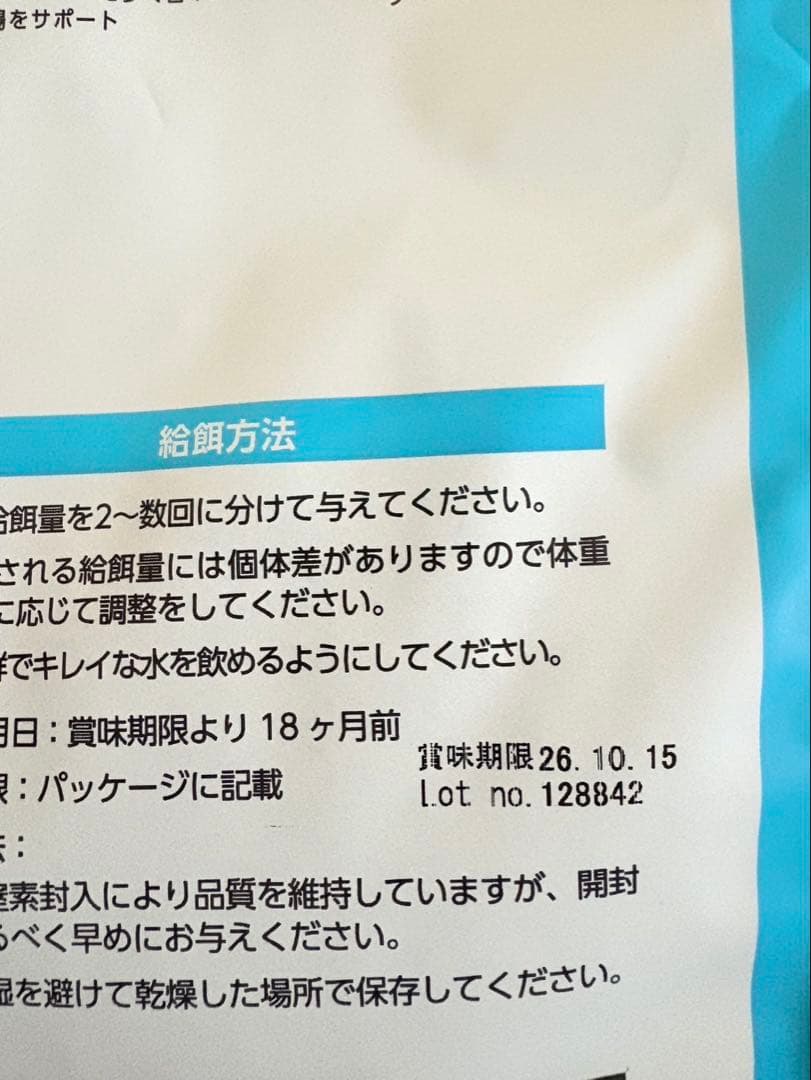 場をサポート
給餌方法
給餌量を2〜数回に分けて与えてください。
される給餌量には個体差がありますので体重
に応じて調整をしてください。
でキレイな水を飲めるようにしてください。
月日：賞味期限より 18 ヶ月前
限：パッケージに記載
賞味期限 26. 10. 15
Lot no. 128842
法：
窒素封入により品質を維持していますが、開封
るべく早めにお与えください。
湿を避けて乾燥した場所で保存してください。